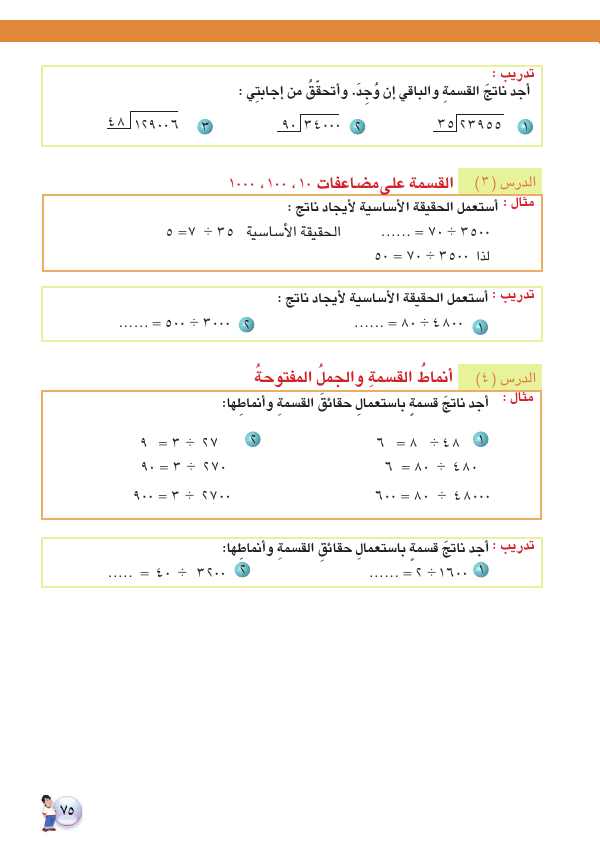 تدريب :
أجد ناتجَ القسمةِ والباقي إن وُجِدَ. وأتحقّقُ من إجابتِي :
١ ٣٥ ٢٣٩٥٥ ٢ ٩٠ ٣٤٠٠٠ ٣ ٤٨ ١٢٩٠٠٦
الدرس (٣) القسمة على مضاعفات ١٠ ، ١٠٠ ، ١٠٠٠
مثال : أستعمل الحقيقة الأساسية لأيجاد ناتج :
٣٥٠٠ ÷ ٧٠ = ...... الحقيقة الأساسية ٣٥ ÷ ٧ = ٥
لذا ٣٥٠٠ ÷ ٧٠ = ٥٠
تدريب : أستعمل الحقيقة الأساسية لأيجاد ناتج :
١ ٤٨٠٠ ÷ ٨٠ = ...... ٢ ٣٠٠٠ ÷ ٥٠٠ = ......
الدرس (٤) أنماطُ القسمةِ والجملُ المفتوحةُ
مثال : أجد ناتجَ قسمةٍ باستعمالِ حقائقَ القسمةِ وأنماطِها:
١ ٤٨ ÷ ٨ = ٦ ٢ ٢٧ ÷ ٣ = ٩
٤٨٠ ÷ ٨٠ = ٦ ٢٧٠ ÷ ٣ = ٩٠
٤٨٠٠٠ ÷ ٨٠ = ٦٠٠ ٢٧٠٠ ÷ ٣ = ٩٠٠
تدريب : أجد ناتجَ قسمةٍ باستعمالِ حقائقِ القسمةِ وأنماطِها:
١ ١٦٠٠ ÷ ٢ = ...... ٢ ٣٢٠٠ ÷ ٤٠ = .....
٧٥